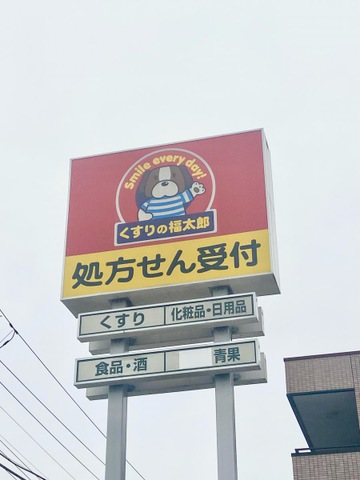 Smile every day!
くすりの福太郎
処方せん受付
くすり 化粧品・日用品
食品・酒 青果